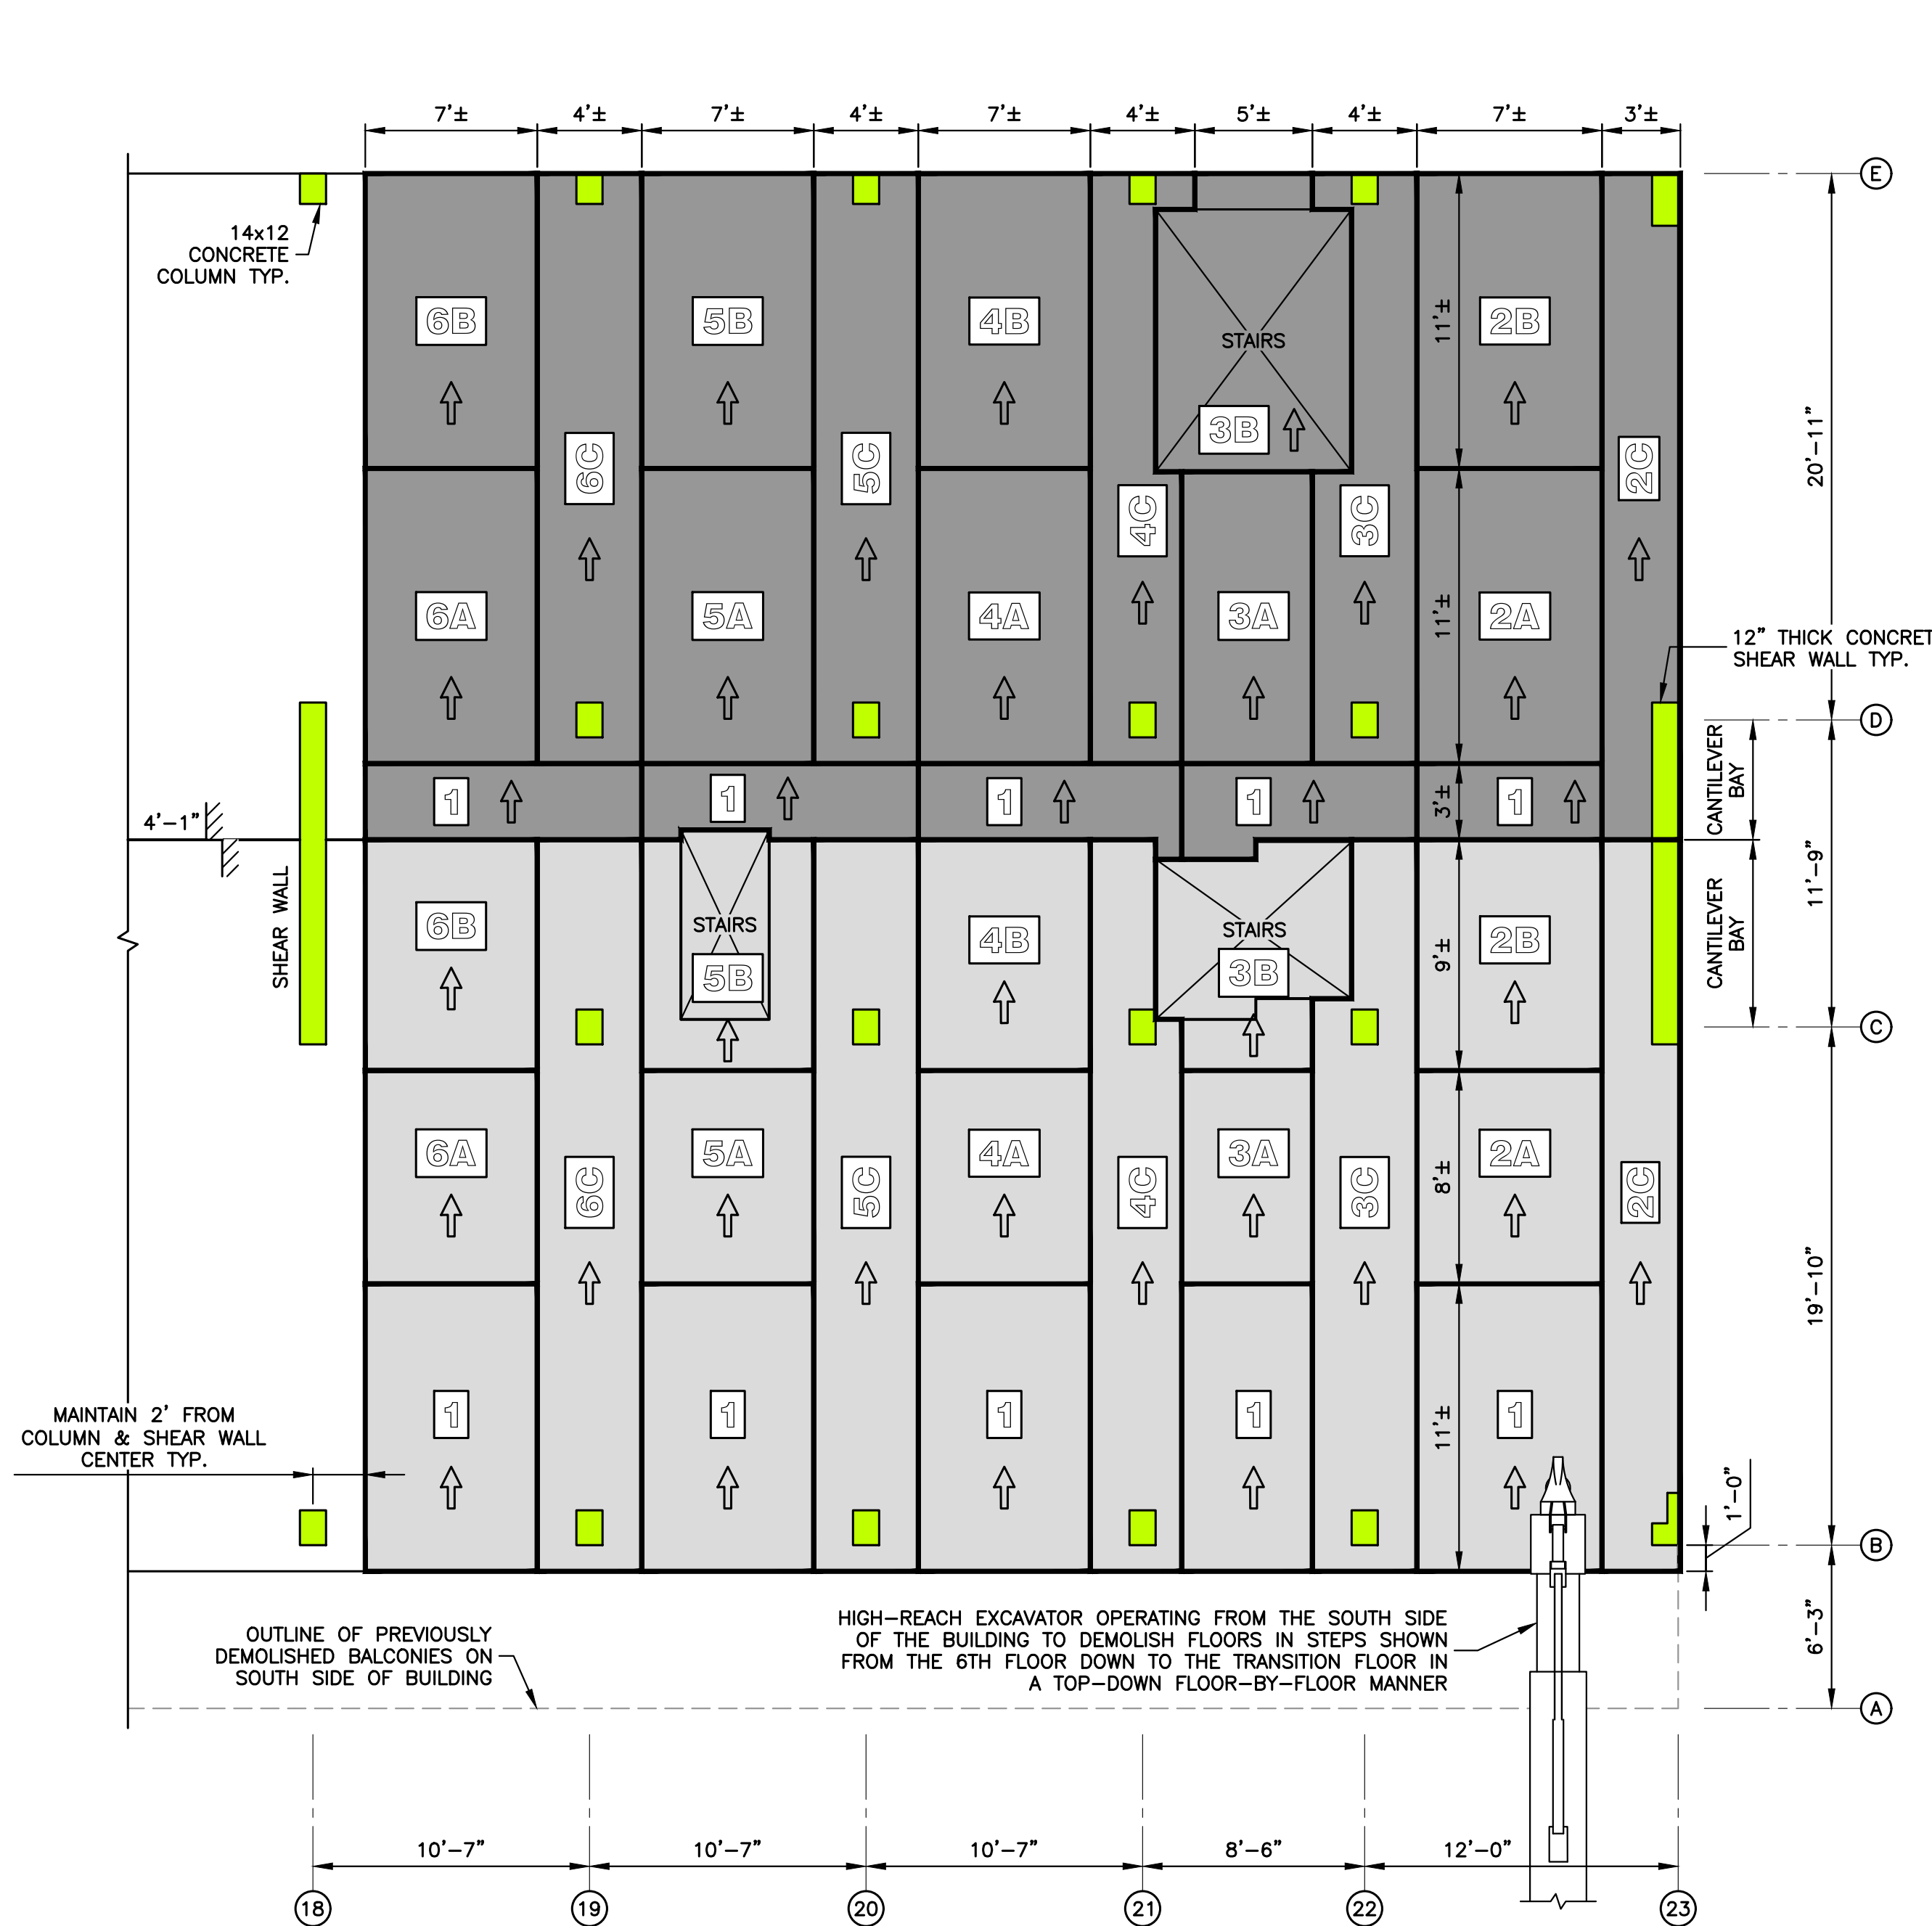 7'± 4'± 7'± 4'± 7'± 4'± 5'± 4'± 7'± 3'±
E
14x12
CONCRETE
COLUMN TYP.
6B 5B 4B 11'± 2B
STAIRS
3B
20'-11"
6C 5C 2C
4C 3C
6A 5A 4A 3A 11'± 2A
12" THICK CONCRET
SHEAR WALL TYP.
D
CANTILEVER
BAY
1 1 1 1 3'± 1
4'-1"
SHEAR WALL
6B 4B 2B
STAIRS
STAIRS
5B 3B
9'±
CANTILEVER
BAY
11'-9"
C
6A 5A 4A 3A 8'± 2A
6C 5C 4C 3C 2C
19'-10"
1 1 1 1 11'± 1
MAINTAIN 2' FROM
COLUMN & SHEAR WALL
CENTER TYP.
1'-0"
B
OUTLINE OF PREVIOUSLY
DEMOLISHED BALCONIES ON
SOUTH SIDE OF BUILDING
HIGH-REACH EXCAVATOR OPERATING FROM THE SOUTH SIDE
OF THE BUILDING TO DEMOLISH FLOORS IN STEPS SHOWN
FROM THE 6TH FLOOR DOWN TO THE TRANSITION FLOOR IN
A TOP-DOWN FLOOR-BY-FLOOR MANNER
6'-3"
A
10'-7" 10'-7" 10'-7" 8'-6" 12'-0"
18 19 20 21 22 23